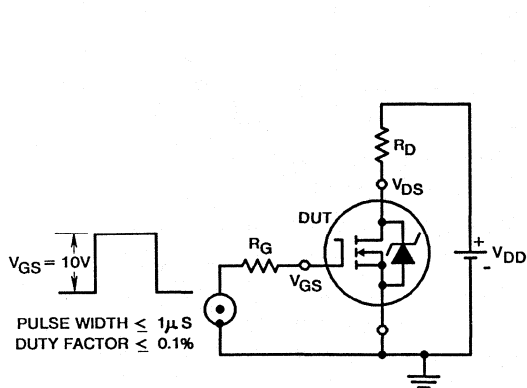 R_D
V_DS
DUT
R_G
V_GS
V_GS = 10V
+
V_DD
-
PULSE WIDTH ≤ 1μS
DUTY FACTOR ≤ 0.1%